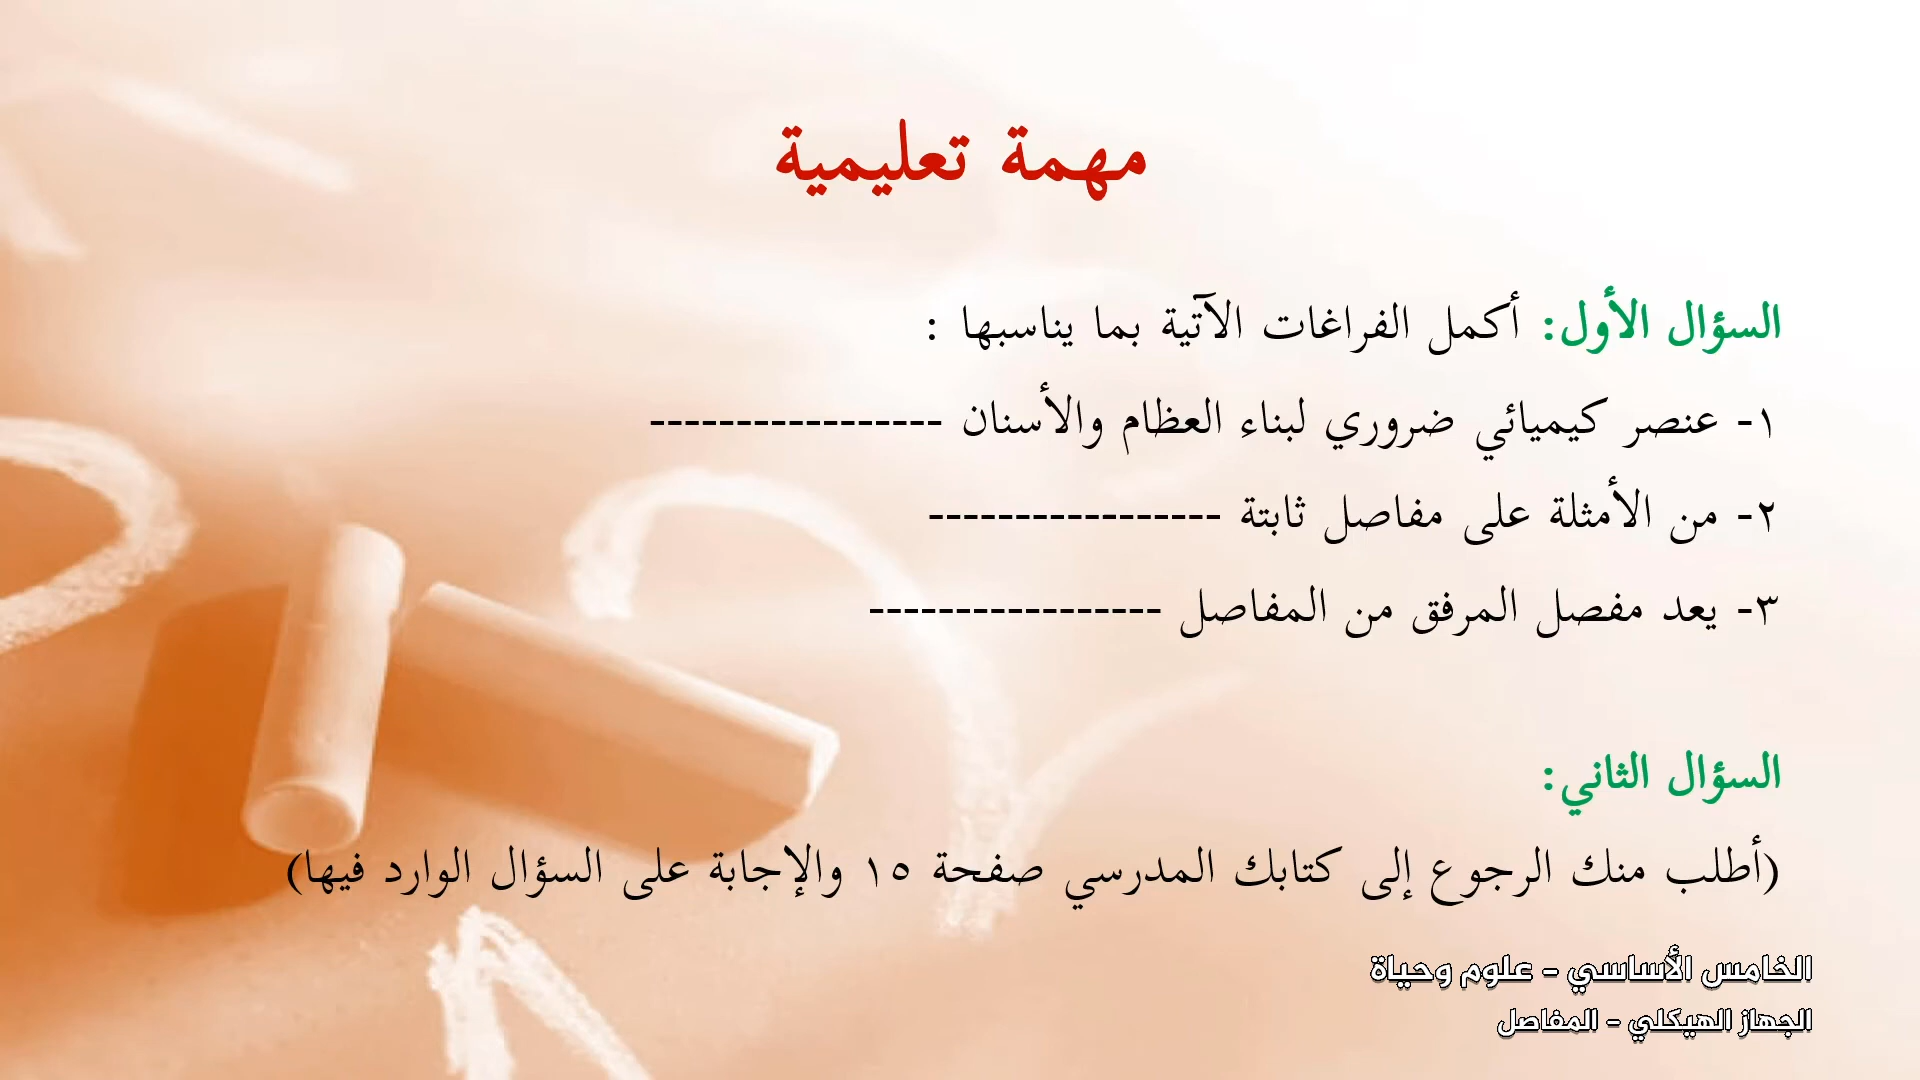 مهمة تعليمية
السؤال الأول: أكمل الفراغات الآتية بما يناسبها :
١- عنصر كيميائي ضروري لبناء العظام والأسنان -----------------
٢- من الأمثلة على مفاصل ثابتة -----------------
٣- يعد مفصل المرفق من المفاصل -----------------
السؤال الثاني:
(أطلب منك الرجوع إلى كتابك المدرسي صفحة ١٥ والإجابة على السؤال الوارد فيها)
الخامس الأساسي - علوم وحياة
الجهاز الهيكلي - المفاصل